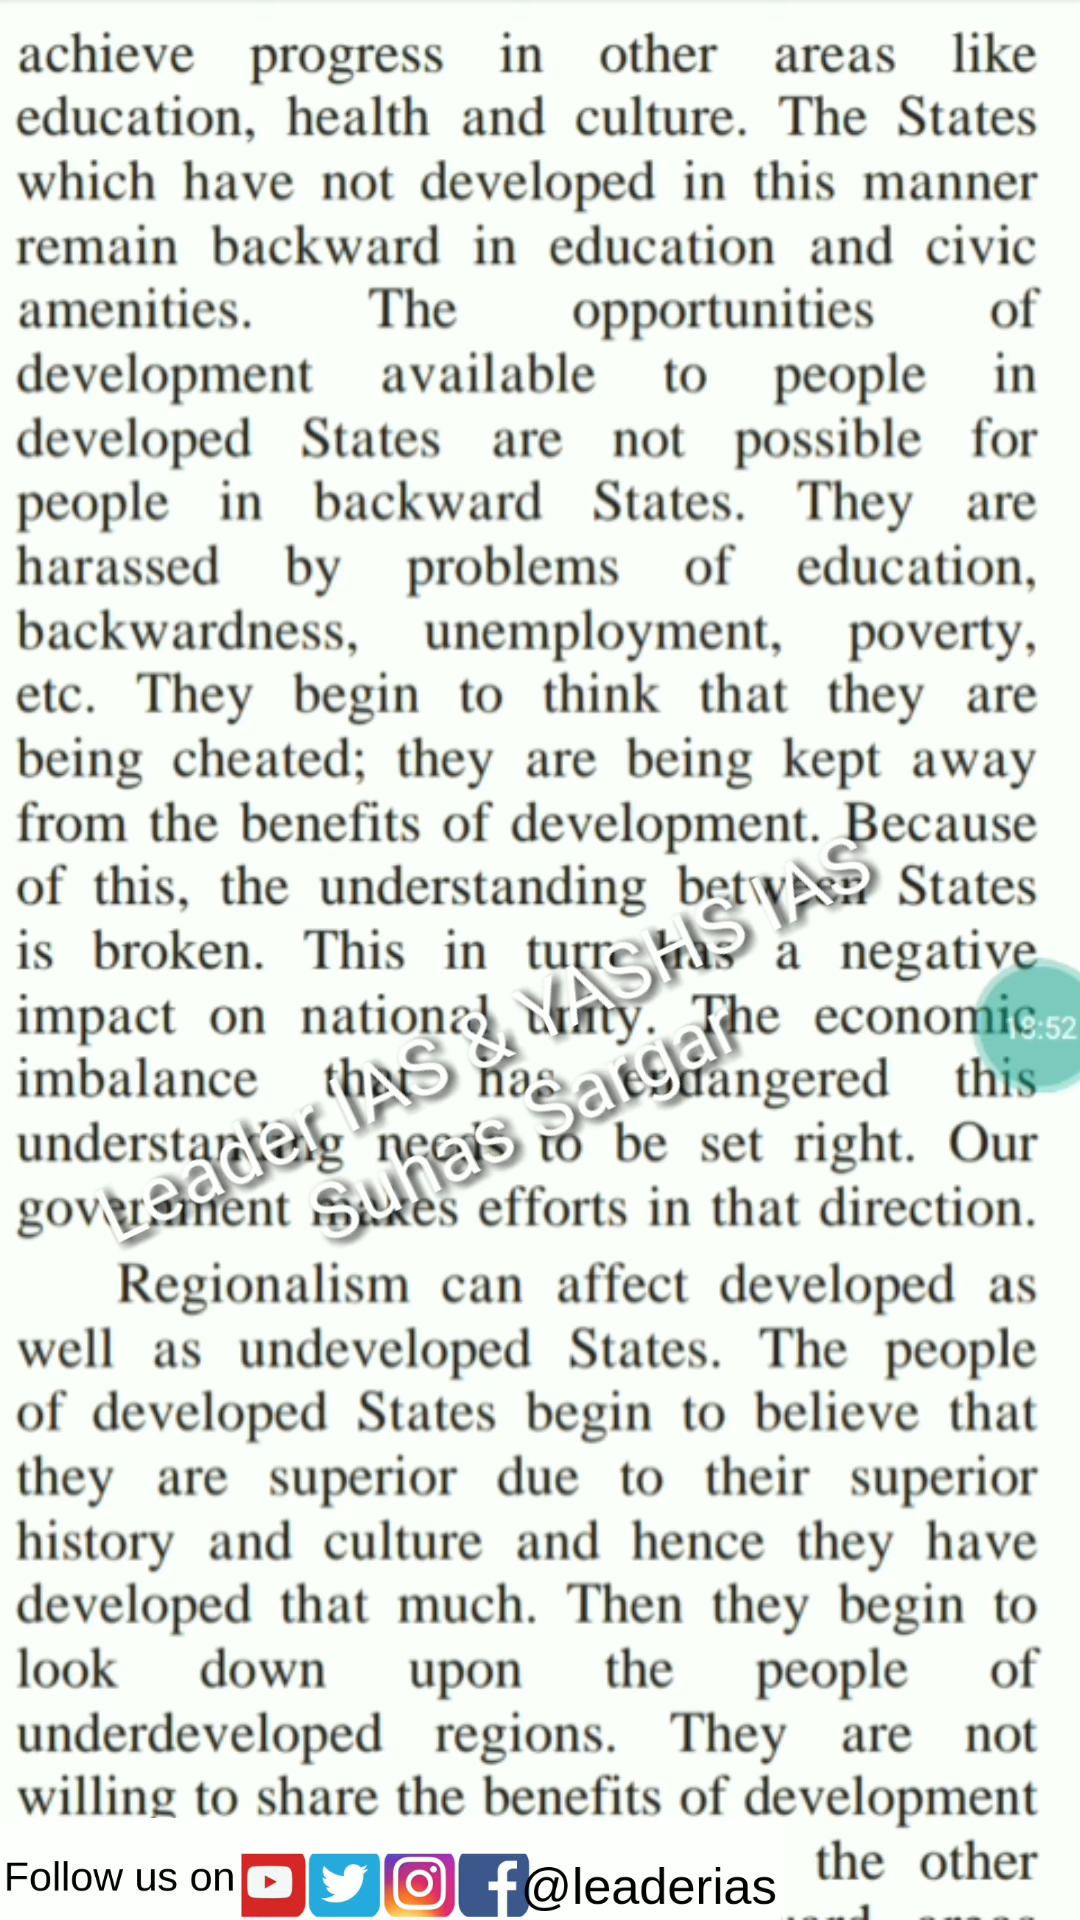 achieve progress in other areas like
education, health and culture. The States
which have not developed in this manner
remain backward in education and civic
amenities. The opportunities of
development available to people in
developed States are not possible for
people in backward States. They are
harassed by problems of education,
backwardness, unemployment, poverty,
etc. They begin to think that they are
being cheated; they are being kept away
from the benefits of development. Because
of this, the understanding between States
is broken. This in turn has a negative
impact on national unity. The economic
imbalance that has endangered this
understanding needs to be set right. Our
government makes efforts in that direction.
Leader IAS & YASHS IAS
Suhas Sargar
18:52
Regionalism can affect developed as
well as undeveloped States. The people
of developed States begin to believe that
they are superior due to their superior
history and culture and hence they have
developed that much. Then they begin to
look down upon the people of
underdeveloped regions. They are not
willing to share the benefits of development
the other
Follow us on @leaderias